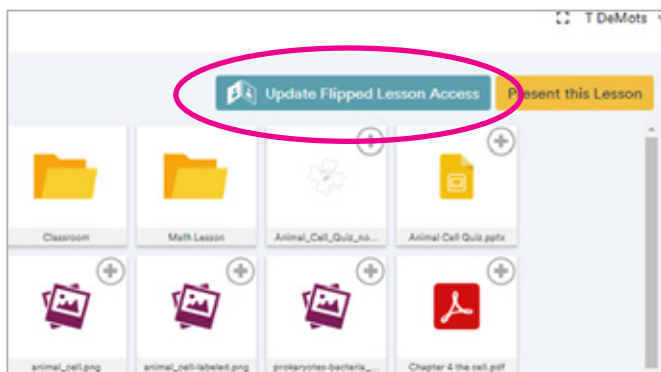 T DeMots
Update Flipped Lesson Access
Present this Lesson
Classroom
Math Lesson
Animal_Cell_Quiz_no...
Animal Cell Quiz.pptx
animal_cell.png
animal_cell-labeled.png
prokaryotes-bacteria_...
Chapter 4 the cell.pdf